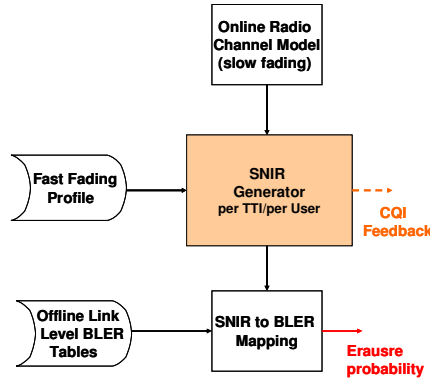 Online Radio
Channel Model
(slow fading)
SNIR
Generator
per TTI/per User
Fast Fading
Profile
CQI
Feedback
Offline Link
Level BLER
Tables
SNIR to BLER
Mapping
Erausre
probability